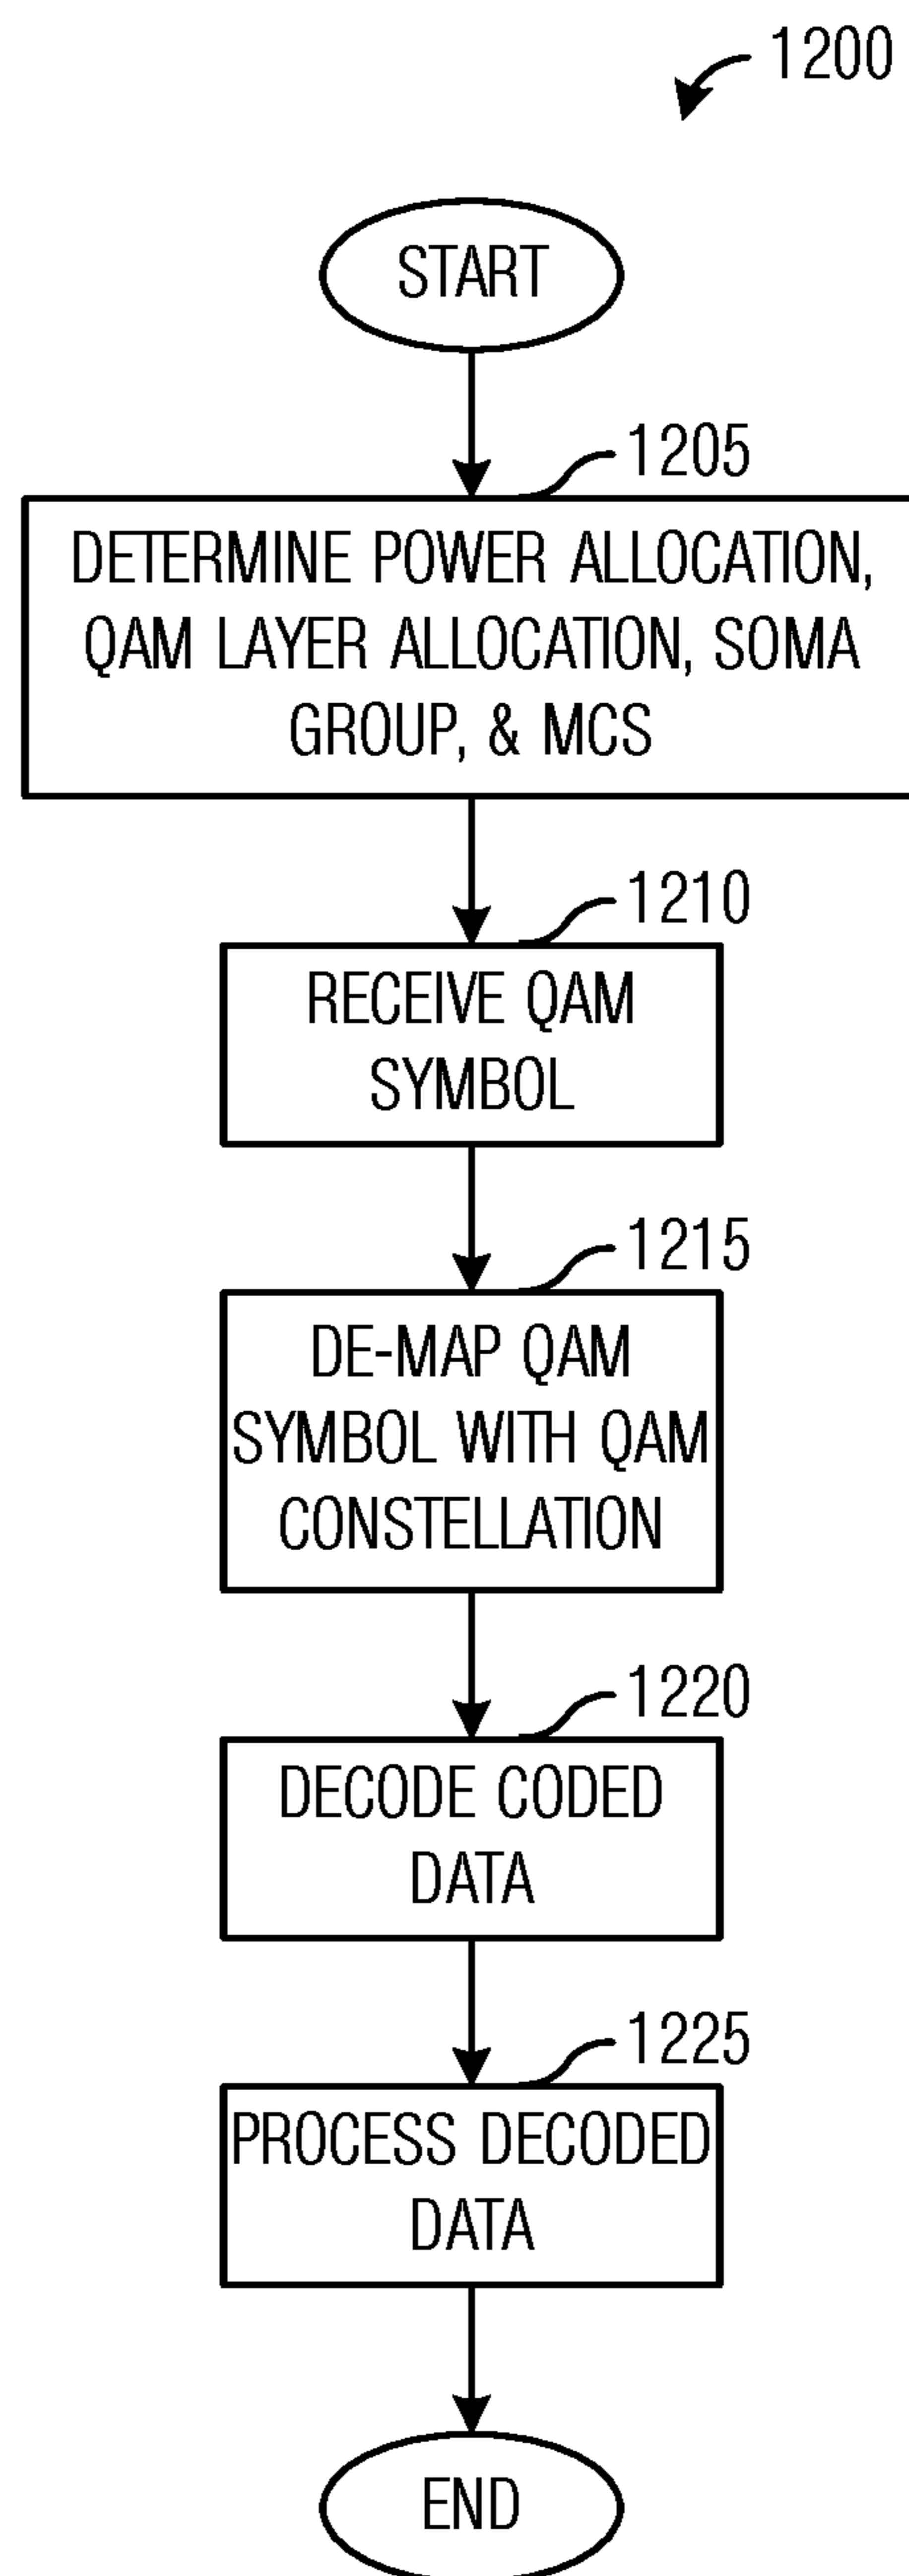 1200
START
1205
DETERMINE POWER ALLOCATION,
QAM LAYER ALLOCATION, SOMA
GROUP, & MCS
1210
RECEIVE QAM
SYMBOL
1215
DE-MAP QAM
SYMBOL WITH QAM
CONSTELLATION
1220
DECODE CODED
DATA
1225
PROCESS DECODED
DATA
END